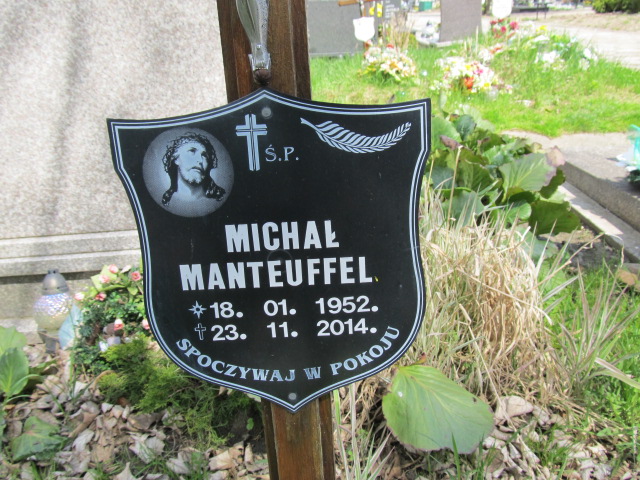 Ś.P.
MICHAŁ
MANTEUFFEL
18. 01. 1952.
23. 11. 2014.
SPOCZYWAJ W POKOJU